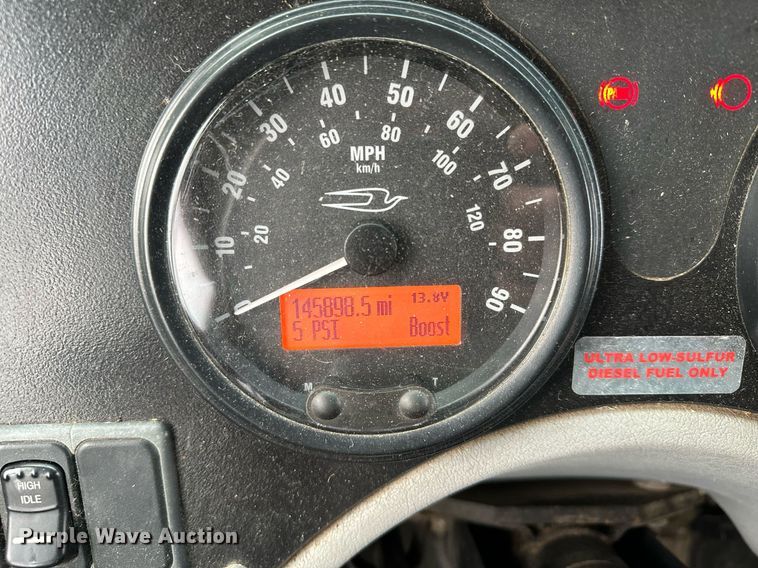 40 50
30 60
20 70
10 80
0 90
60 80
40 100
20 120
MPH
km/h
145898.5 mi 13.8V
5 PSI Boost
M T
ULTRA LOW-SULFUR
DIESEL FUEL ONLY
HIGH
IDLE
Purple Wave Auction